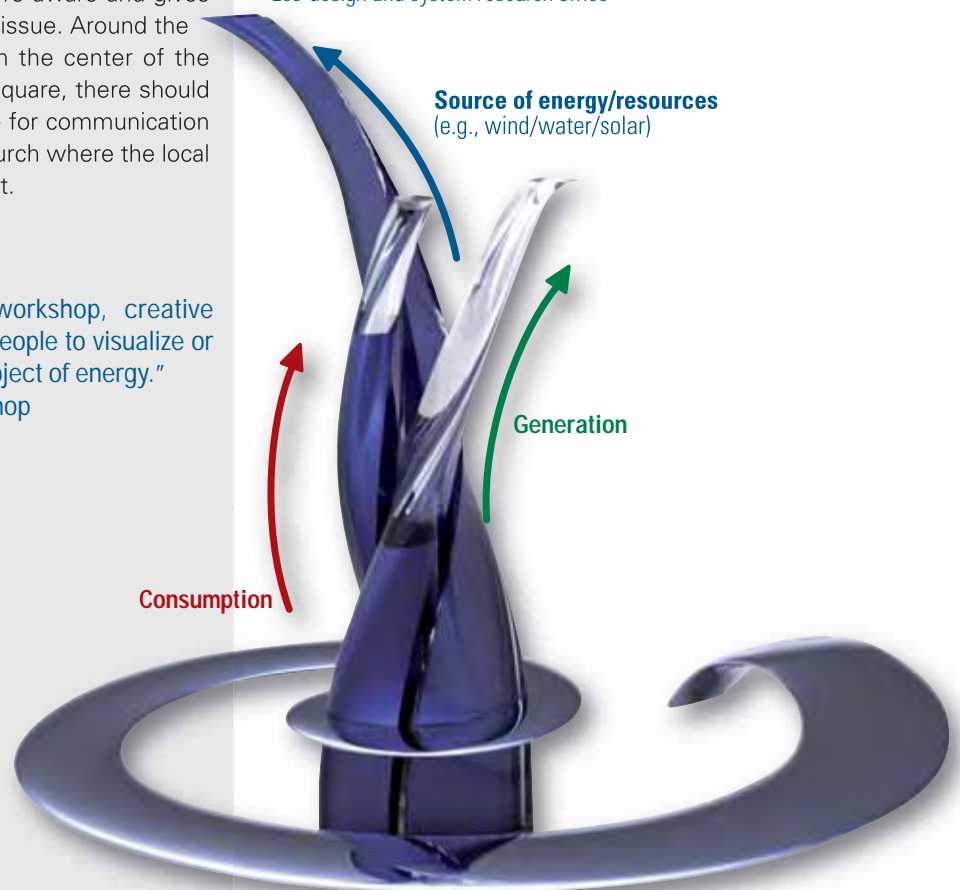 issue. Around the
the center of the
quare, there should
for communication
urch where the local
t.
workshop, creative
eople to visualize or
ject of energy."
hop
Source of energy/resources
(e.g., wind/water/solar)
Generation
Consumption